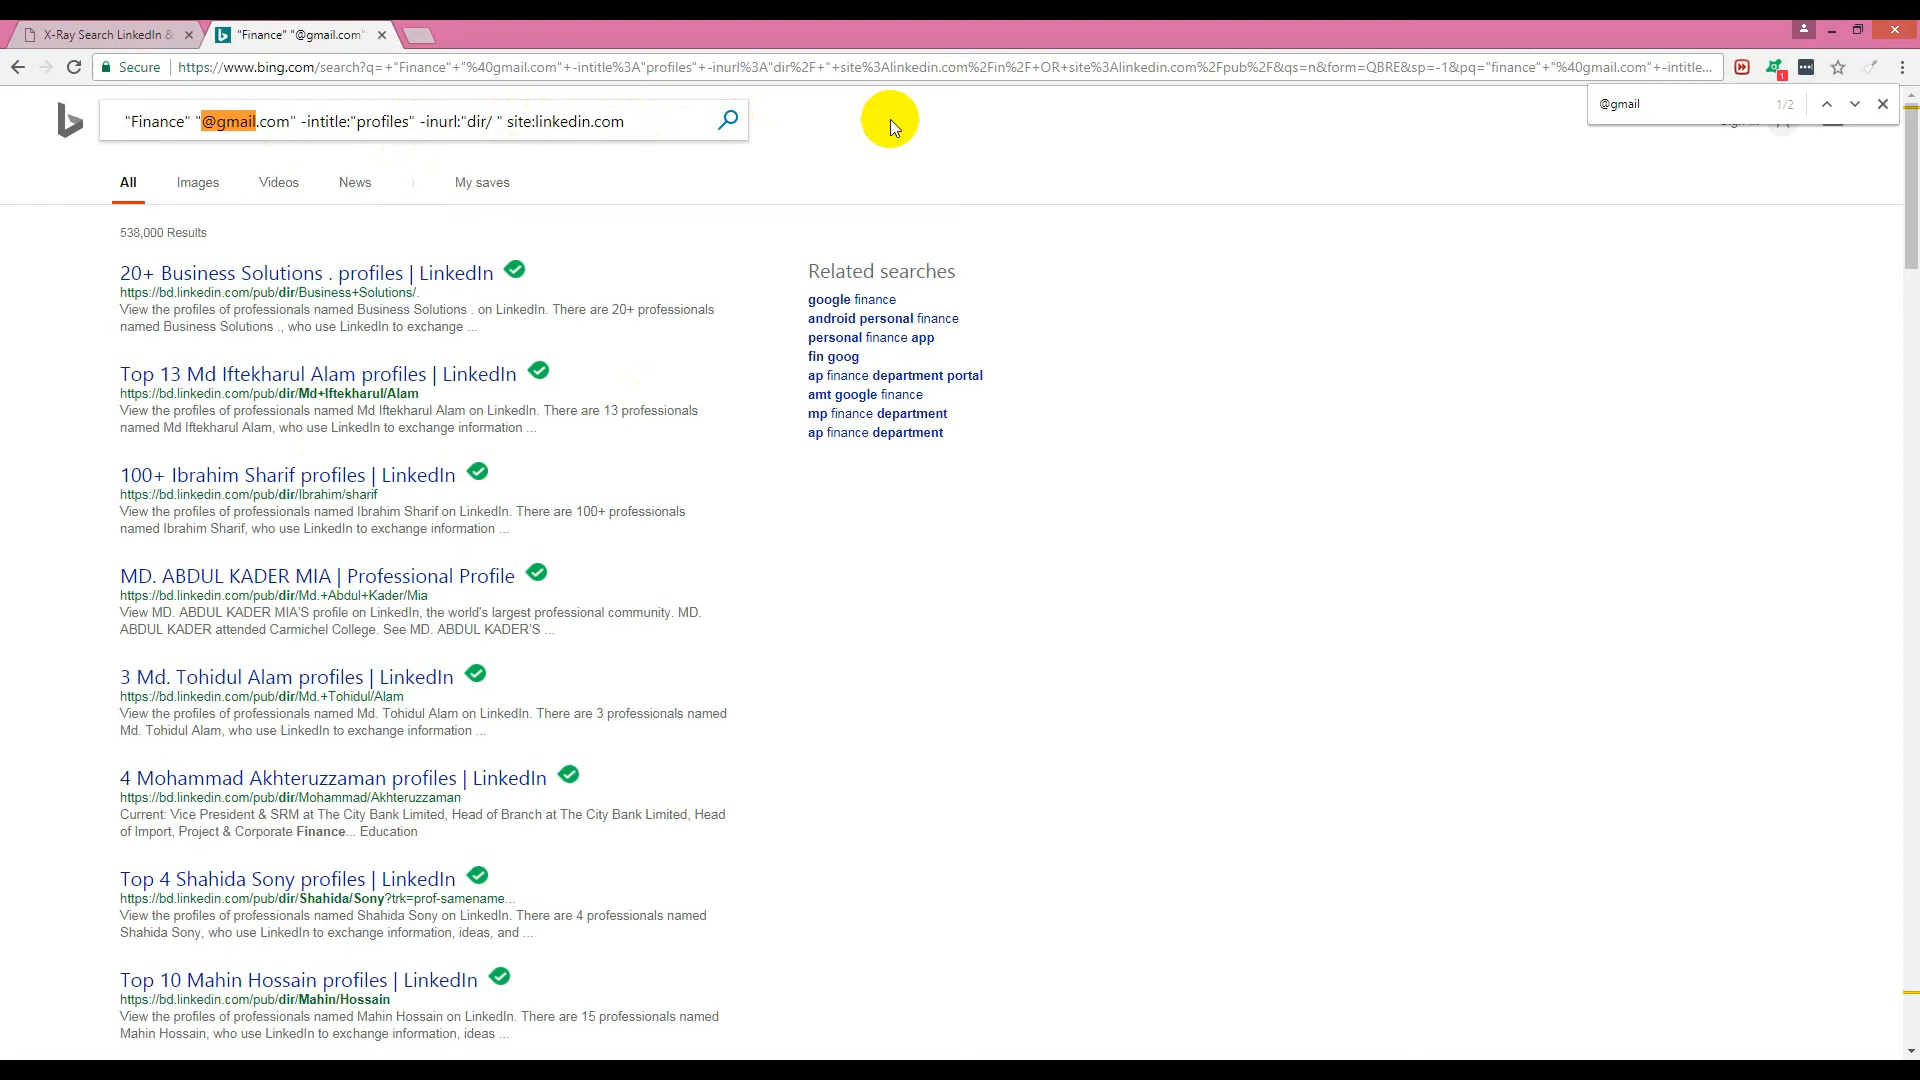 X-Ray Search LinkedIn &
"Finance" "@gmail.com"
Secure
https://www.bing.com/search?q=+"Finance"+"%40gmail.com"+-intitle%3A"profiles"+-inurl%3A"dir%2F+"+site%3Alinkedin.com%2Fin%2F+OR+site%3Alinkedin.com%2Fpub%2F&qs=n&form=QBRE&sp=-1&pq="finance"+"%40gmail.com"+-intitle...
@gmail
1/2
"Finance" "@gmail.com" -intitle:"profiles" -inurl:"dir/ " site:linkedin.com
All
Images
Videos
News
My saves
538,000 Results
20+ Business Solutions . profiles | LinkedIn
https://bd.linkedin.com/pub/dir/Business+Solutions/.
View the profiles of professionals named Business Solutions . on LinkedIn. There are 20+ professionals
named Business Solutions ., who use LinkedIn to exchange ...
Top 13 Md Iftekharul Alam profiles | LinkedIn
https://bd.linkedin.com/pub/dir/Md+Iftekharul/Alam
View the profiles of professionals named Md Iftekharul Alam on LinkedIn. There are 13 professionals
named Md Iftekharul Alam, who use LinkedIn to exchange information ...
100+ Ibrahim Sharif profiles | LinkedIn
https://bd.linkedin.com/pub/dir/Ibrahim/sharif
View the profiles of professionals named Ibrahim Sharif on LinkedIn. There are 100+ professionals
named Ibrahim Sharif, who use LinkedIn to exchange information ...
MD. ABDUL KADER MIA | Professional Profile
https://bd.linkedin.com/pub/dir/Md.+Abdul+Kader/Mia
View MD. ABDUL KADER MIA'S profile on LinkedIn, the world's largest professional community. MD.
ABDUL KADER attended Carmichel College. See MD. ABDUL KADER'S ...
3 Md. Tohidul Alam profiles | LinkedIn
https://bd.linkedin.com/pub/dir/Md.+Tohidul/Alam
View the profiles of professionals named Md. Tohidul Alam on LinkedIn. There are 3 professionals named
Md. Tohidul Alam, who use LinkedIn to exchange information ...
4 Mohammad Akhteruzzaman profiles | LinkedIn
https://bd.linkedin.com/pub/dir/Mohammad/Akhteruzzaman
Current: Vice President & SRM at The City Bank Limited, Head of Branch at The City Bank Limited, Head
of Import, Project & Corporate Finance... Education
Top 4 Shahida Sony profiles | LinkedIn
https://bd.linkedin.com/pub/dir/Shahida/Sony?trk=prof-samename...
View the profiles of professionals named Shahida Sony on LinkedIn. There are 4 professionals named
Shahida Sony, who use LinkedIn to exchange information, ideas, and ...
Top 10 Mahin Hossain profiles | LinkedIn
https://bd.linkedin.com/pub/dir/Mahin/Hossain
View the profiles of professionals named Mahin Hossain on LinkedIn. There are 15 professionals named
Mahin Hossain, who use LinkedIn to exchange information, ideas ...
Related searches
google finance
android personal finance
personal finance app
fin goog
ap finance department portal
amt google finance
mp finance department
ap finance department